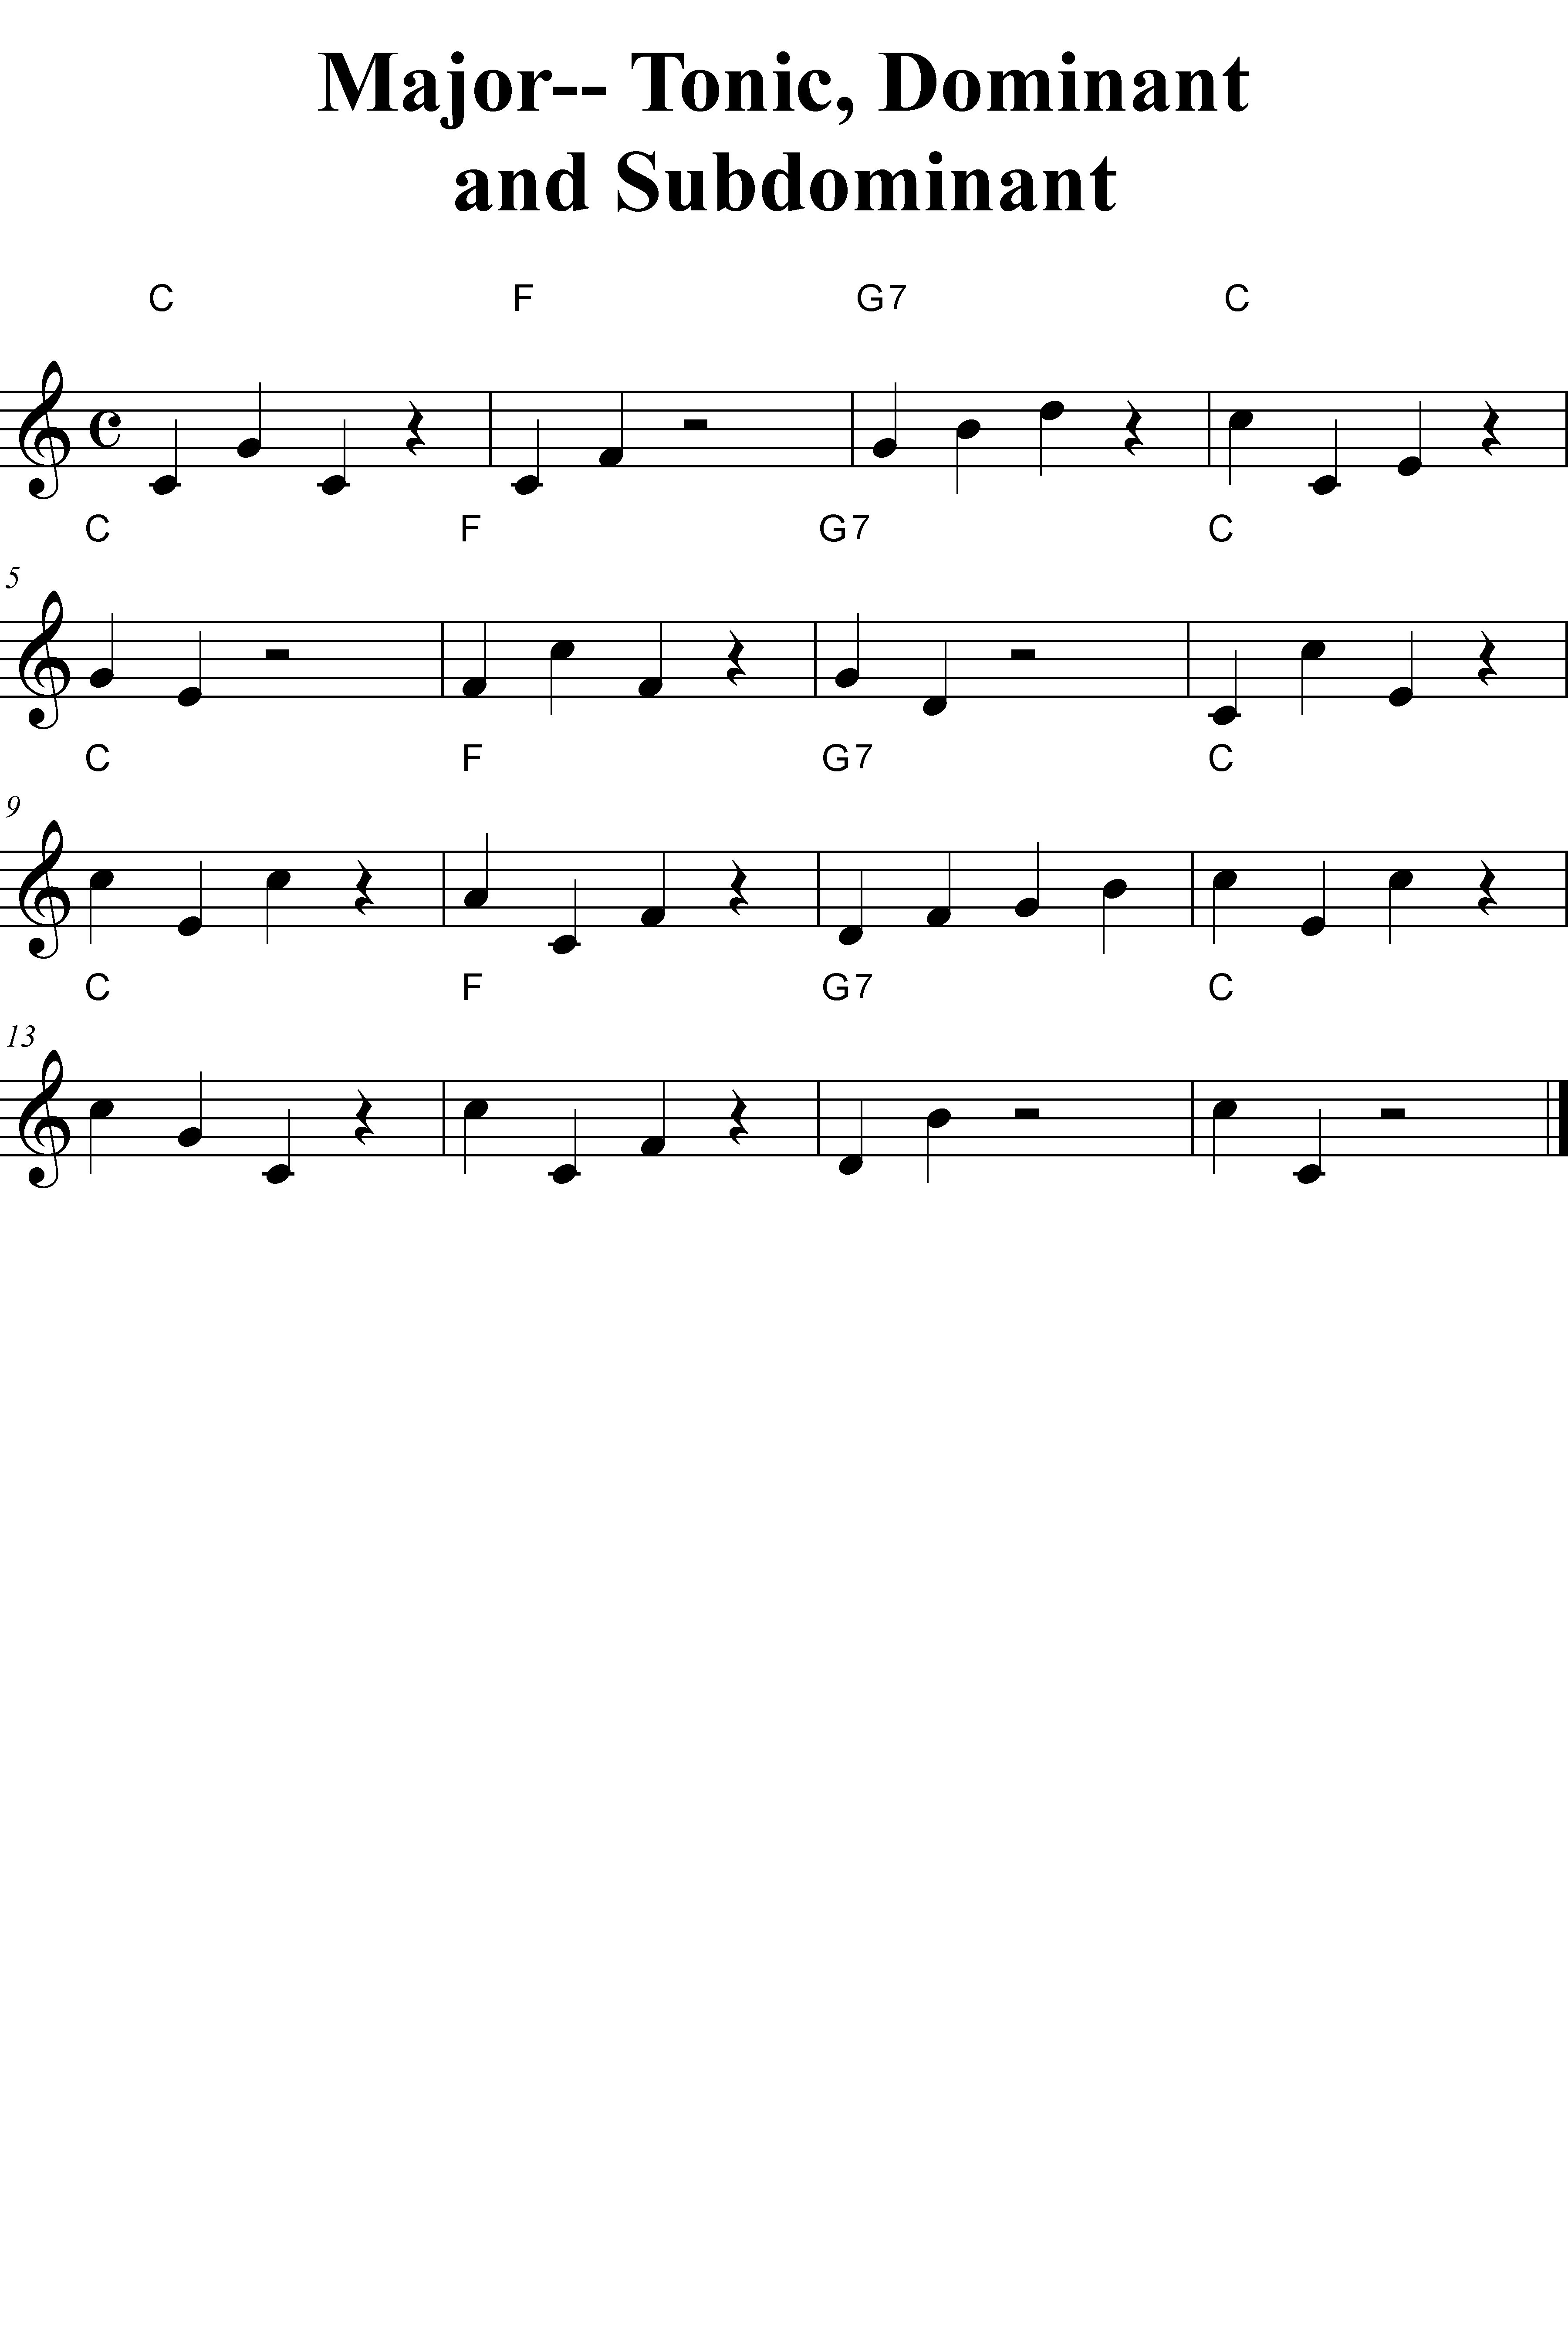 Major-- Tonic, Dominant
and Subdominant
C F G7 C
C F G7 C
5
C F G7 C
9
C F G7 C
13